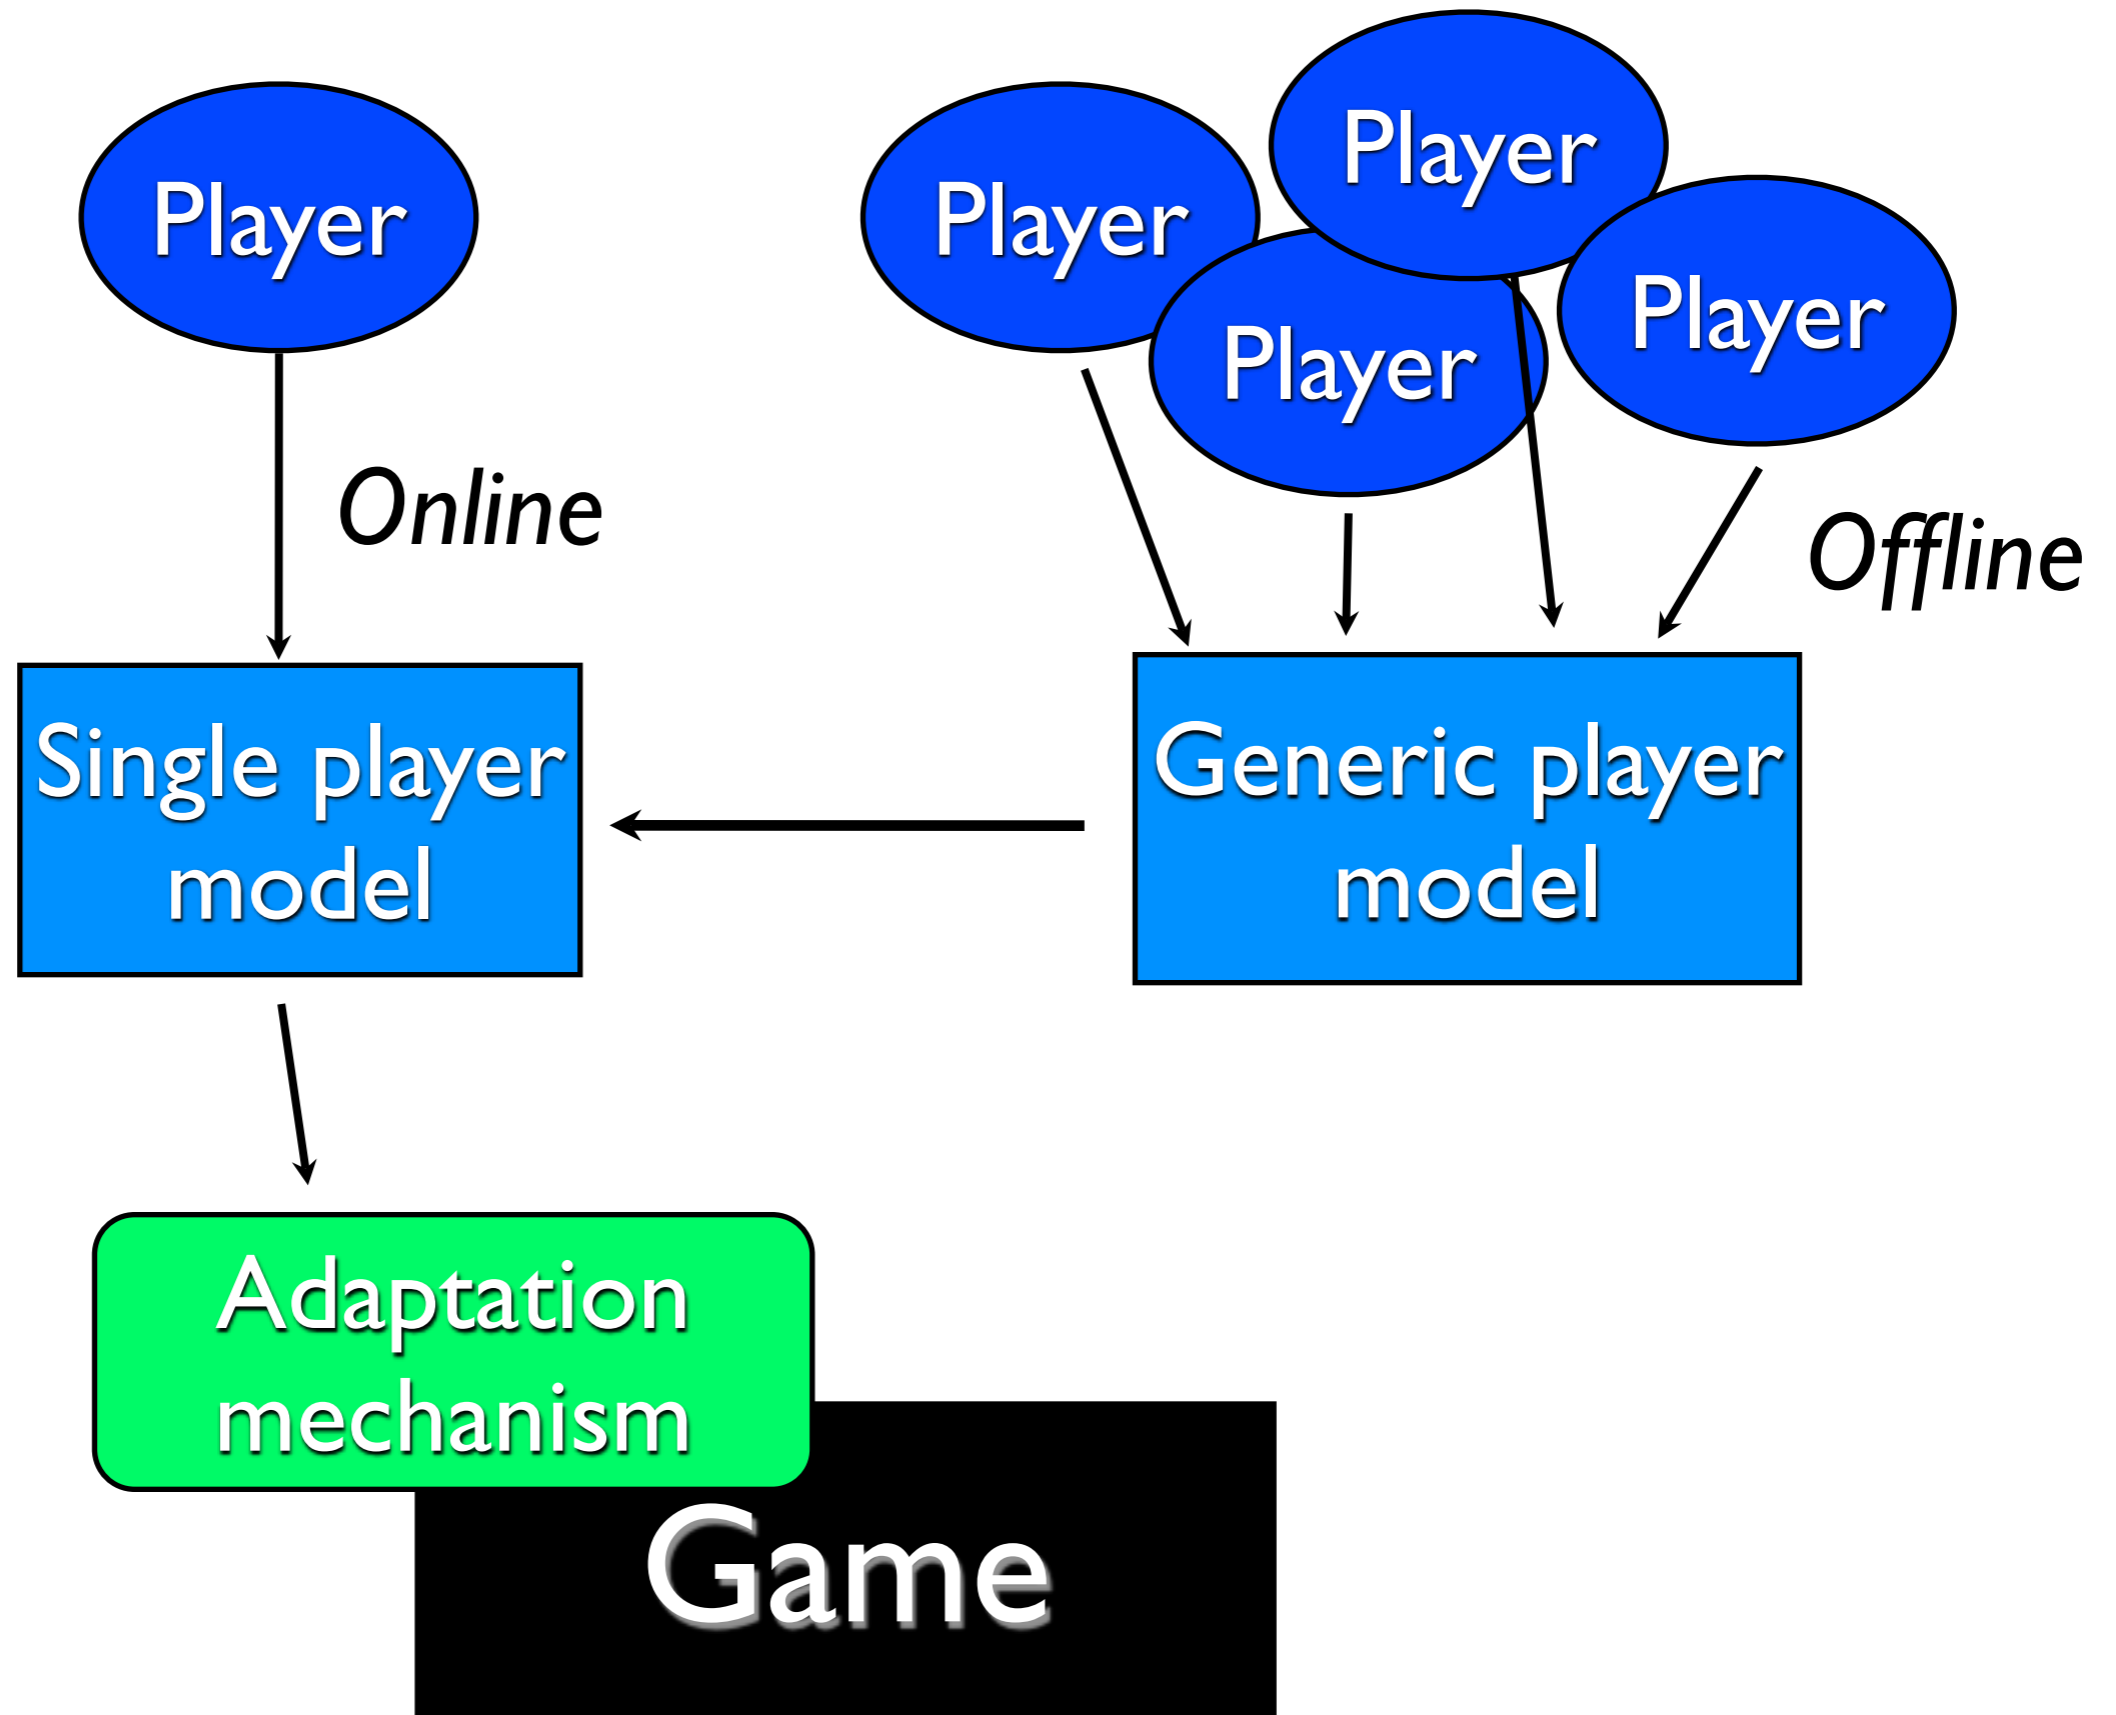 Player
Player
Player
Player
Player
Online
Offline
Single player
model
Generic player
model
Adaptation
mechanism
Game